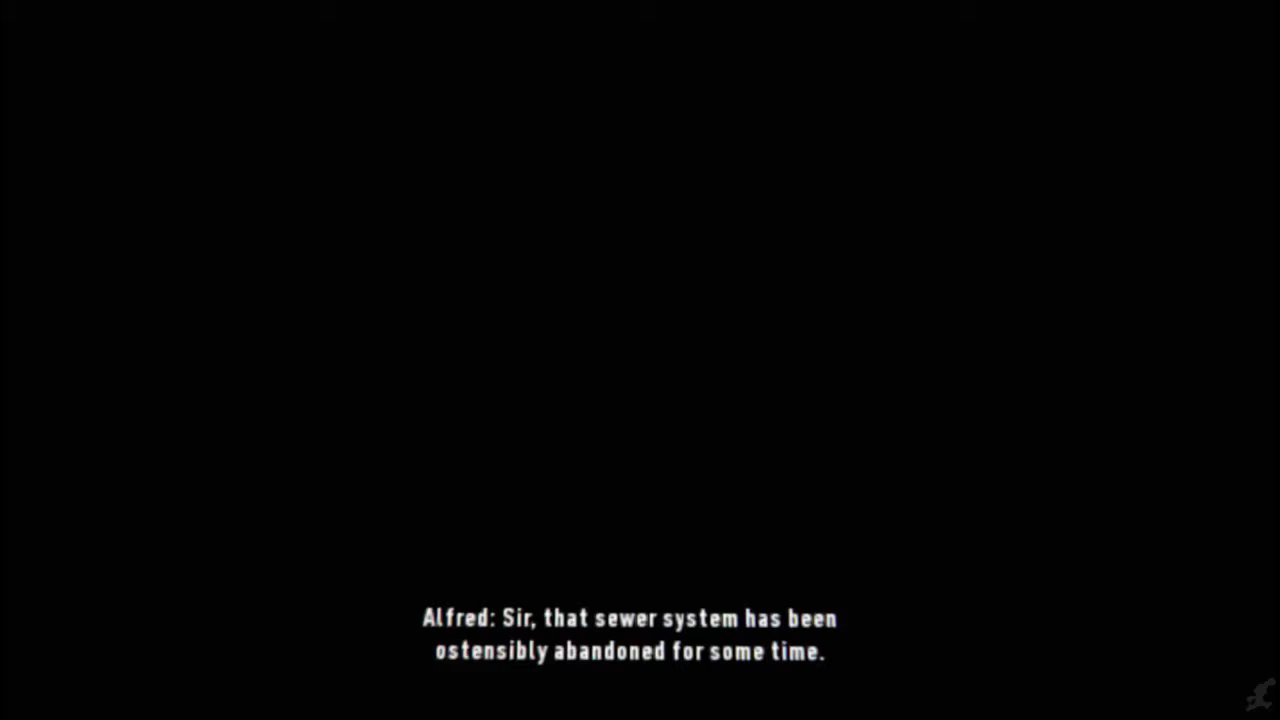 Alfred: Sir, that sewer system has been
ostensibly abandoned for some time.